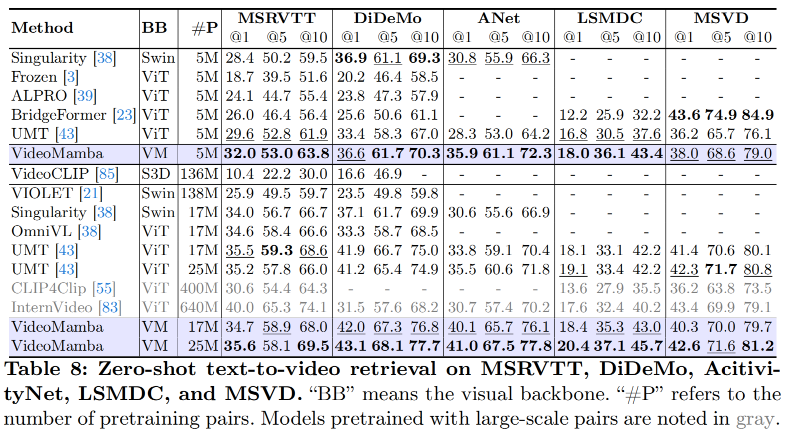 Method BB #P MSRVTT DiDeMo ANet LSMDC MSVD
@1 @5 @10 @1 @5 @10 @1 @5 @10 @1 @5 @10 @1 @5 @10
Singularity [38] Swin 5M 28.4 50.2 59.5 36.9 61.1 69.3 30.8 55.9 66.3 - - - - - -
Frozen [3] ViT 5M 18.7 39.5 51.6 20.2 46.4 58.5 - - - - - - - - -
ALPRO [39] ViT 5M 24.1 44.7 55.4 23.8 47.3 57.9 - - - - - - - - -
BridgeFormer [23] ViT 5M 26.0 46.4 56.4 25.6 50.6 61.1 - - - 12.2 25.9 32.2 43.6 74.9 84.9
UMT [43] ViT 5M 29.6 52.8 61.9 33.4 58.3 67.0 28.3 53.0 64.2 16.8 30.5 37.6 36.2 65.7 76.1
VideoMamba VM 5M 32.0 53.0 63.8 36.6 61.7 70.3 35.9 61.1 72.3 18.0 36.1 43.4 38.0 68.6 79.0
VideoCLIP [85] S3D 136M 10.4 22.2 30.0 16.6 46.9 - - - - - - - - - -
VIOLET [21] Swin 138M 25.9 49.5 59.7 23.5 49.8 59.8 - - - - - - - - -
Singularity [38] Swin 17M 34.0 56.7 66.7 37.1 61.7 69.9 30.6 55.6 66.9 - - - - - -
OmniVL [38] ViT 17M 34.6 58.4 66.6 33.3 58.7 68.5 - - - - - - - - -
UMT [43] ViT 17M 35.5 59.3 68.6 41.9 66.7 75.0 33.8 59.1 70.4 18.1 33.1 42.2 41.4 70.6 80.1
UMT [43] ViT 25M 35.2 57.8 66.0 41.2 65.4 74.9 35.5 60.6 71.8 19.1 33.4 42.2 42.3 71.7 80.8
CLIP4Clip [55] ViT 400M 30.6 54.4 64.3 - - - - - - 13.6 27.9 35.5 36.2 63.8 73.5
InternVideo [83] ViT 640M 40.0 65.3 74.1 31.5 57.6 68.2 30.7 57.4 70.2 17.6 32.4 40.2 43.4 69.9 79.1
VideoMamba VM 17M 34.7 58.9 68.0 42.0 67.3 76.8 40.1 65.7 76.1 18.4 35.3 43.0 40.3 70.0 79.7
VideoMamba VM 25M 35.6 58.1 69.5 43.1 68.1 77.7 41.0 67.5 77.8 20.4 37.1 45.7 42.6 71.6 81.2
Table 8: Zero-shot text-to-video retrieval on MSRVTT, DiDeMo, Acitivi-
tyNet, LSMDC, and MSVD. “BB” means the visual backbone. “#P” refers to the
number of pretraining pairs. Models pretrained with large-scale pairs are noted in gray.